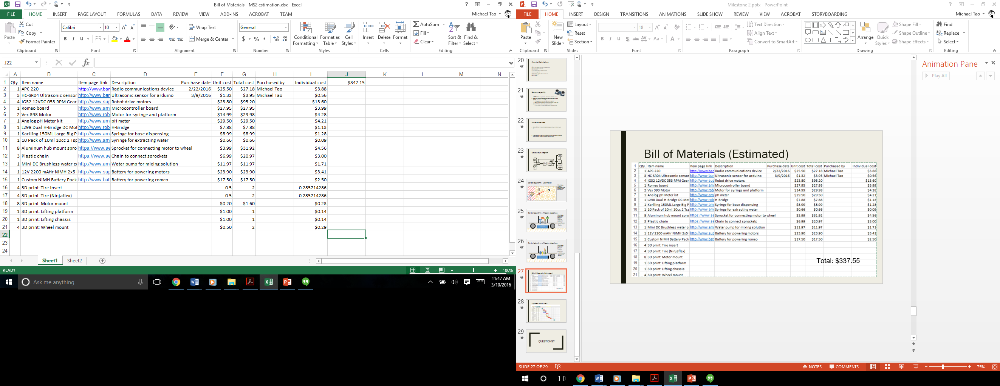 Bill of Materials - MS2 estimation.xlsx - Excel
FILE HOME INSERT PAGE LAYOUT FORMULAS DATA REVIEW VIEW ADD-INS ACROBAT TEAM Michael Tao
Paste Cut Copy Format Painter Clipboard
Calibri 10 B I U A Font
Wrap Text Merge & Center Alignment
General $ % , Number
Conditional Formatting Format as Table Cell Styles Styles
Insert Delete Format Cells
AutoSum Fill Clear Sort & Filter Find & Select Editing
J22 fx
A B C D E F G H I J K L M N
1 Qty. Item name Item page link Description Purchase date Unit cost Total cost Purchased by Individual cost $347.15
2 1 APC 220 http://www.ban Radio communications device 2/22/2016 $25.50 $27.18 Michael Tao $3.88
3 3 HC-SR04 Ultrasonic sensor http://www.ban Ultrasonic sensor for arduino 3/9/2016 $1.32 $3.95 Michael Tao $0.56
4 4 IG32 12VDC 053 RPM Gear http://www.sup Robot drive motors $23.80 $95.20 $13.60
5 1 Romeo board http://www.ama Microcontroller board $27.95 $27.95 $3.99
6 2 Vex 393 Motor http://www.rob Motor for syringe and platform $14.99 $29.98 $4.28
7 1 Analog pH Meter kit http://www.ama pH meter $29.50 $29.50 $4.21
8 1 L298 Dual H-Bridge DC Mot http://www.rob H-Bridge $7.88 $7.88 $1.13
9 1 Karlling 150ML Large Big P http://www.ama Syringe for base dispensing $8.99 $8.99 $1.28
10 1 10 Pack of 10ml 10cc 2 Tsp http://www.ama Syringe for extracting water $0.66 $0.66 $0.09
11 8 Aluminum hub mount spro https://www.se Sprocket for connecting motor to wheel $3.99 $31.92 $4.56
12 3 Plastic chain https://www.se Chain to connect sprockets $6.99 $20.97 $3.00
13 1 Mini DC Brushless water co http://www.ama Water pump for mixing solution $11.97 $11.97 $1.71
14 1 12V 2200 mAHr NiMH 2x5 http://www.sup Battery for powering motors $23.90 $23.90 $3.41
15 1 Custom NiMH Battery Pack http://www.batt Battery for powering romeo $17.50 $17.50 $2.50
16 4 3D print: Tire insert 0.5 2 0.285714286
17 4 3D print: Tire (Ninjaflex) 0.5 2 0.285714286
18 8 3D print: Motor mount $0.20 $1.60 $0.23
19 1 3D print: Lifting platform $1.00 1 $0.14
20 1 3D print: Lifting chassis $1.00 1 $0.14
21 4 3D print: Wheel mount $0.50 2 $0.29
22
23
24
Sheet1 Sheet2
READY 100%
Ask me anything 11:47 AM
3/10/2016
Milestone 2.pptx - PowerPoint
FILE HOME INSERT DESIGN TRANSITIONS ANIMATIONS SLIDE SHOW REVIEW VIEW ACROBAT STORYBOARDING Michael Tao
Paste Clipboard
New Slide Layout Reset Section Slides
18 B I U S abc AV Aa A Font
Text Direction Align Text Convert to SmartArt Paragraph
Arrange Quick Styles Shape Fill Shape Outline Shape Effects Drawing
Find Replace Select Editing
20 Chemical Calculations
21 Sensory capability
22 Actuation devices
23 Basic Circuit Diagram
24 Control algorithm - Locomotion
25 Control algorithm - Mission objectives
26 Control algorithm - Mission objectives
27 Bill of Materials (Estimated)
28 Updated Gantt Chart
29 QUESTIONS?
Bill of Materials (Estimated)
1 Qty. Item name Item page link Description Purchase date Unit cost Total cost Purchased by Individual cost
2 1 APC 220 http://www.ban Radio communications device 2/22/2016 $25.50 $27.18 Michael Tao $3.88
3 3 HC-SR04 Ultrasonic sensor http://www.ban Ultrasonic sensor for arduino 3/9/2016 $1.32 $3.95 Michael Tao $0.56
4 4 IG32 12VDC 053 RPM Gear http://www.sup Robot drive motors $23.80 $95.20 $13.60
5 1 Romeo board http://www.ama Microcontroller board $27.95 $27.95 $3.99
6 2 Vex 393 Motor http://www.rob Motor for syringe and platform $14.99 $29.98 $4.28
7 1 Analog pH Meter kit http://www.ama pH meter $29.50 $29.50 $4.21
8 1 L298 Dual H-Bridge DC Mot http://www.rob H-Bridge $7.88 $7.88 $1.13
9 1 Karlling 150ML Large Big P http://www.am Syringe for base dispensing $8.99 $8.99 $1.28
10 1 10 Pack of 10ml 10cc 2 Tsp http://www.am Syringe for extracting water $0.66 $0.66 $0.09
11 8 Aluminum hub mount spro https://www.se Sprocket for connecting motor to wheel $3.99 $31.92 $4.56
12 3 Plastic chain https://www.se Chain to connect sprockets $6.99 $20.97 $3.00
13 1 Mini DC Brushless water co http://www.am Water pump for mixing solution $11.97 $11.97 $1.71
14 1 12V 2200 mAHr NiMH 2x5 http://www.sup Battery for powering motors $23.90 $23.90 $3.41
15 1 Custom NiMH Battery Pack http://www.batt Battery for powering romeo $17.50 $17.50 $2.50
16 4 3D print: Tire insert
17 4 3D print: Tire (Ninjaflex)
18 8 3D print: Motor mount
19 1 3D print: Lifting platform
20 1 3D print: Lifting chassis
21 4 3D print: Wheel mount
Total: $337.55
Animation Pane
Play All
SLIDE 27 OF 29 NOTES COMMENTS 75%